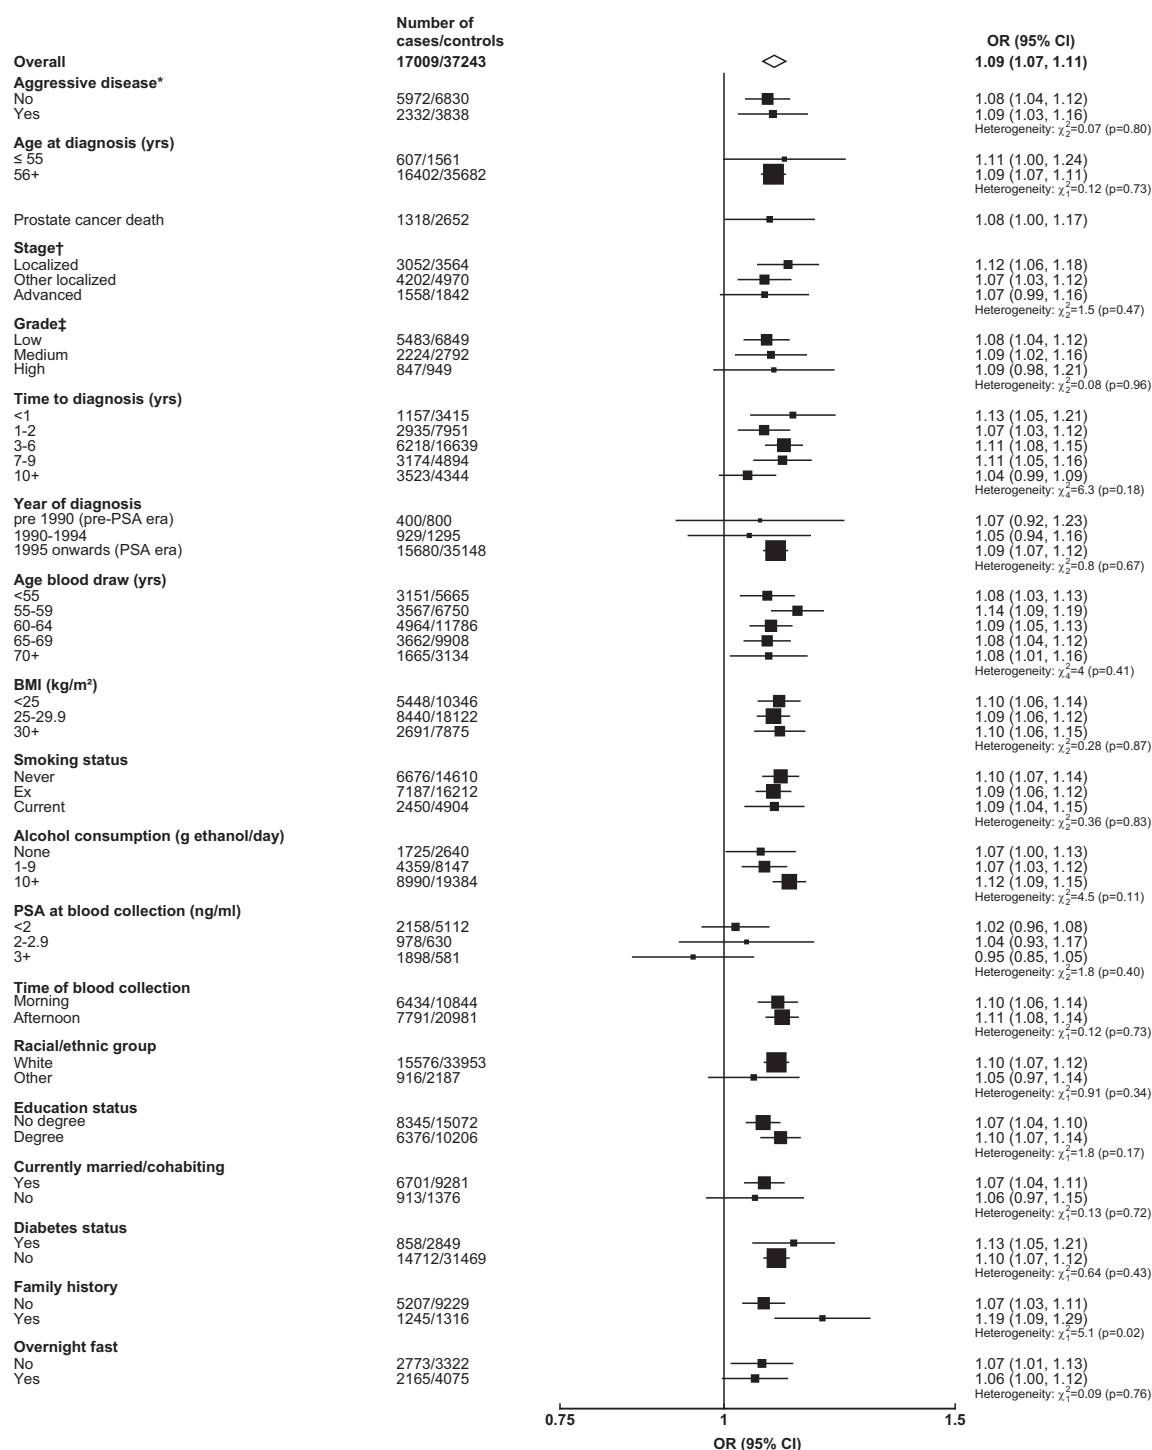 Number of
cases/controls OR (95% CI)
Overall 17009/37243 1.09 (1.07, 1.11)
Aggressive disease*
No 5972/6830 1.08 (1.04, 1.12)
Yes 2332/3838 1.09 (1.03, 1.16)
Heterogeneity: χ²₂=0.07 (p=0.80)
Age at diagnosis (yrs)
≤ 55 607/1561 1.11 (1.00, 1.24)
56+ 16402/35682 1.09 (1.07, 1.11)
Heterogeneity: χ²₁=0.12 (p=0.73)
Prostate cancer death 1318/2652 1.08 (1.00, 1.17)
Stage†
Localized 3052/3564 1.12 (1.06, 1.18)
Other localized 4202/4970 1.07 (1.03, 1.12)
Advanced 1558/1842 1.07 (0.99, 1.16)
Heterogeneity: χ²₂=1.5 (p=0.47)
Grade‡
Low 5483/6849 1.08 (1.04, 1.12)
Medium 2224/2792 1.09 (1.02, 1.16)
High 847/949 1.09 (0.98, 1.21)
Heterogeneity: χ²₂=0.08 (p=0.96)
Time to diagnosis (yrs)
<1 1157/3415 1.13 (1.05, 1.21)
1-2 2935/7951 1.07 (1.03, 1.12)
3-6 6218/16639 1.11 (1.08, 1.15)
7-9 3174/4894 1.11 (1.05, 1.16)
10+ 3523/4344 1.04 (0.99, 1.09)
Heterogeneity: χ²₄=6.3 (p=0.18)
Year of diagnosis
pre 1990 (pre-PSA era) 400/800 1.07 (0.92, 1.23)
1990-1994 929/1295 1.05 (0.94, 1.16)
1995 onwards (PSA era) 15680/35148 1.09 (1.07, 1.12)
Heterogeneity: χ²₂=0.8 (p=0.67)
Age blood draw (yrs)
<55 3151/5665 1.08 (1.03, 1.13)
55-59 3567/6750 1.14 (1.09, 1.19)
60-64 4964/11786 1.09 (1.05, 1.13)
65-69 3662/9908 1.08 (1.04, 1.12)
70+ 1665/3134 1.08 (1.01, 1.16)
Heterogeneity: χ²₄=4 (p=0.41)
BMI (kg/m²)
<25 5448/10346 1.10 (1.06, 1.14)
25-29.9 8440/18122 1.09 (1.06, 1.12)
30+ 2691/7875 1.10 (1.06, 1.15)
Heterogeneity: χ²₂=0.28 (p=0.87)
Smoking status
Never 6676/14610 1.10 (1.07, 1.14)
Ex 7187/16212 1.09 (1.06, 1.12)
Current 2450/4904 1.09 (1.04, 1.15)
Heterogeneity: χ²₂=0.36 (p=0.83)
Alcohol consumption (g ethanol/day)
None 1725/2640 1.07 (1.00, 1.13)
1-9 4359/8147 1.07 (1.03, 1.12)
10+ 8990/19384 1.12 (1.09, 1.15)
Heterogeneity: χ²₂=4.5 (p=0.11)
PSA at blood collection (ng/ml)
<2 2158/5112 1.02 (0.96, 1.08)
2-2.9 978/630 1.04 (0.93, 1.17)
3+ 1898/581 0.95 (0.85, 1.05)
Heterogeneity: χ²₂=1.8 (p=0.40)
Time of blood collection
Morning 6434/10844 1.10 (1.06, 1.14)
Afternoon 7791/20981 1.11 (1.08, 1.14)
Heterogeneity: χ²₁=0.12 (p=0.73)
Racial/ethnic group
White 15576/33953 1.10 (1.07, 1.12)
Other 916/2187 1.05 (0.97, 1.14)
Heterogeneity: χ²₁=0.91 (p=0.34)
Education status
No degree 8345/15072 1.07 (1.04, 1.10)
Degree 6376/10206 1.10 (1.07, 1.14)
Heterogeneity: χ²₁=1.8 (p=0.17)
Currently married/cohabiting
Yes 6701/9281 1.07 (1.04, 1.11)
No 913/1376 1.06 (0.97, 1.15)
Heterogeneity: χ²₁=0.13 (p=0.72)
Diabetes status
Yes 858/2849 1.13 (1.05, 1.21)
No 14712/31469 1.10 (1.07, 1.12)
Heterogeneity: χ²₁=0.64 (p=0.43)
Family history
No 5207/9229 1.07 (1.03, 1.11)
Yes 1245/1316 1.19 (1.09, 1.29)
Heterogeneity: χ²₁=5.1 (p=0.02)
Overnight fast
No 2773/3322 1.07 (1.01, 1.13)
Yes 2165/4075 1.06 (1.00, 1.12)
Heterogeneity: χ²₁=0.09 (p=0.76)
0.75 1 1.5
OR (95% CI)